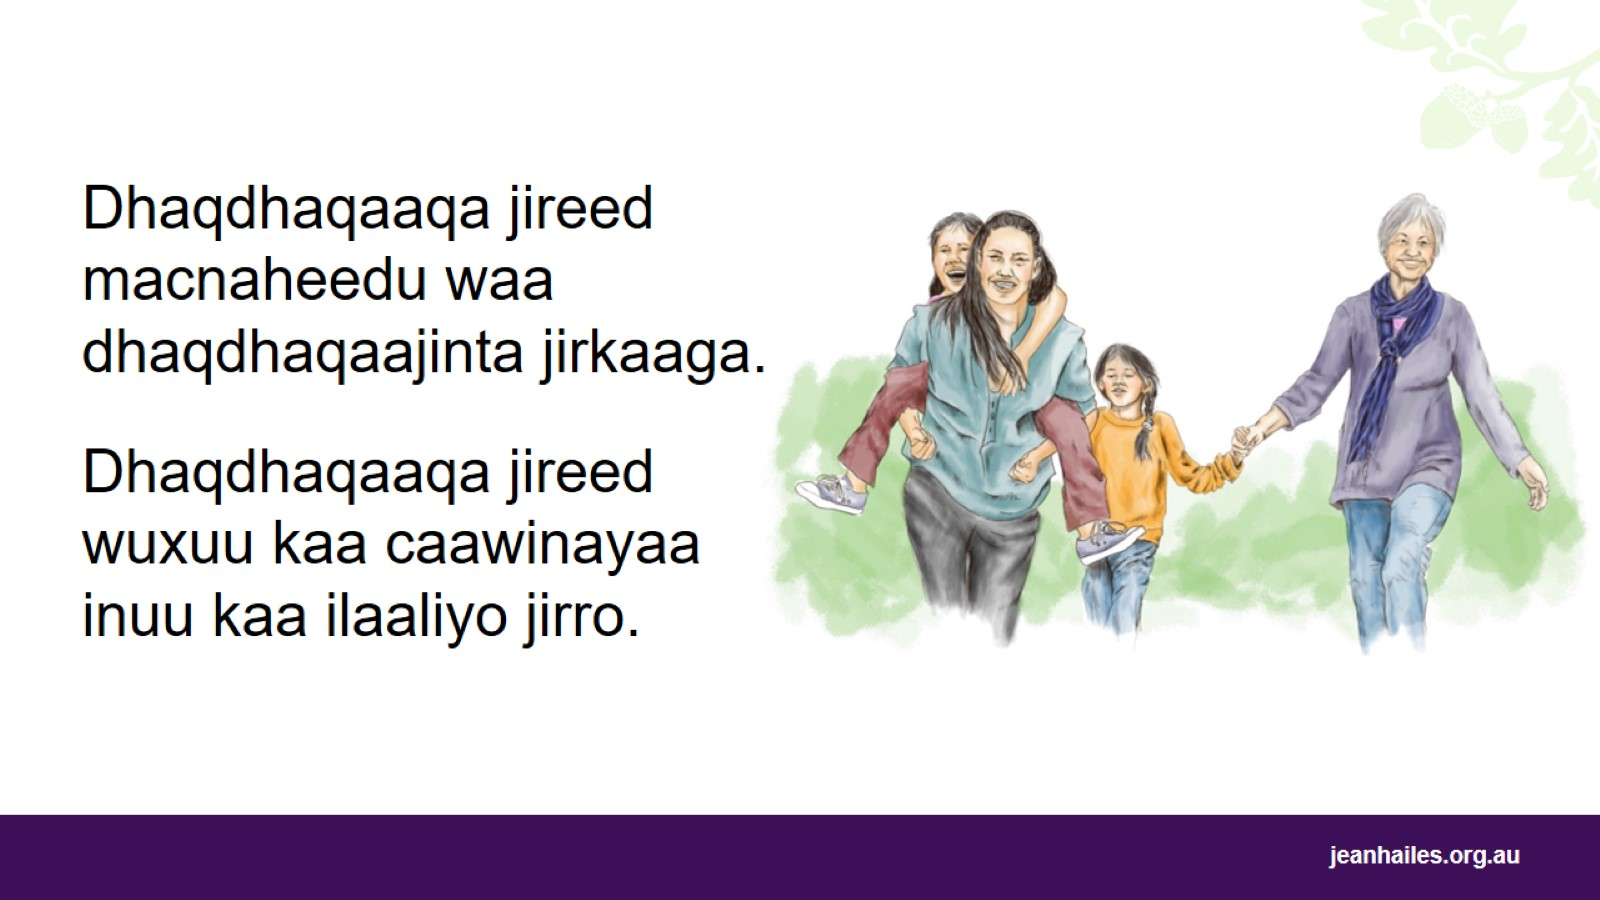 Dhaqdhaqaaqa jireed
macnaheedu waa
dhaqdhaqaajinta jirkaaga.
Dhaqdhaqaaqa jireed
wuxuu kaa caawinayaa
inuu kaa ilaaliyo jirro.
jeanhailes.org.au